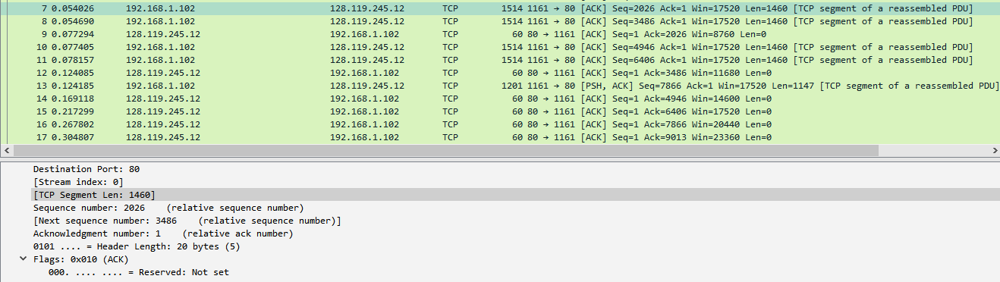 7 0.054026 192.168.1.102 128.119.245.12 TCP 1514 1161 → 80 [ACK] Seq=2026 Ack=1 Win=17520 Len=1460 [TCP segment of a reassembled PDU]
8 0.054690 192.168.1.102 128.119.245.12 TCP 1514 1161 → 80 [ACK] Seq=3486 Ack=1 Win=17520 Len=1460 [TCP segment of a reassembled PDU]
9 0.077294 128.119.245.12 192.168.1.102 TCP 60 80 → 1161 [ACK] Seq=1 Ack=2026 Win=8760 Len=0
10 0.077405 192.168.1.102 128.119.245.12 TCP 1514 1161 → 80 [ACK] Seq=4946 Ack=1 Win=17520 Len=1460 [TCP segment of a reassembled PDU]
11 0.078157 192.168.1.102 128.119.245.12 TCP 1514 1161 → 80 [ACK] Seq=6406 Ack=1 Win=17520 Len=1460 [TCP segment of a reassembled PDU]
12 0.124085 128.119.245.12 192.168.1.102 TCP 60 80 → 1161 [ACK] Seq=1 Ack=3486 Win=11680 Len=0
13 0.124185 192.168.1.102 128.119.245.12 TCP 1201 1161 → 80 [PSH, ACK] Seq=7866 Ack=1 Win=17520 Len=1147 [TCP segment of a reassembled PDU]
14 0.169118 128.119.245.12 192.168.1.102 TCP 60 80 → 1161 [ACK] Seq=1 Ack=4946 Win=14600 Len=0
15 0.217299 128.119.245.12 192.168.1.102 TCP 60 80 → 1161 [ACK] Seq=1 Ack=6406 Win=17520 Len=0
16 0.267802 128.119.245.12 192.168.1.102 TCP 60 80 → 1161 [ACK] Seq=1 Ack=7866 Win=20440 Len=0
17 0.304807 128.119.245.12 192.168.1.102 TCP 60 80 → 1161 [ACK] Seq=1 Ack=9013 Win=23360 Len=0
Destination Port: 80
[Stream index: 0]
[TCP Segment Len: 1460]
Sequence number: 2026 (relative sequence number)
[Next sequence number: 3486 (relative sequence number)]
Acknowledgment number: 1 (relative ack number)
0101 .... = Header Length: 20 bytes (5)
Flags: 0x010 (ACK)
000. .... .... = Reserved: Not set